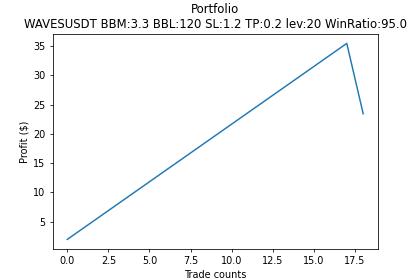 Portfolio
WAVESUSDT BBM:3.3 BBL:120 SL:1.2 TP:0.2 lev:20 WinRatio:95.0
35
30
25
20
15
10
5
Profit ($)
0.0 2.5 5.0 7.5 10.0 12.5 15.0 17.5
Trade counts